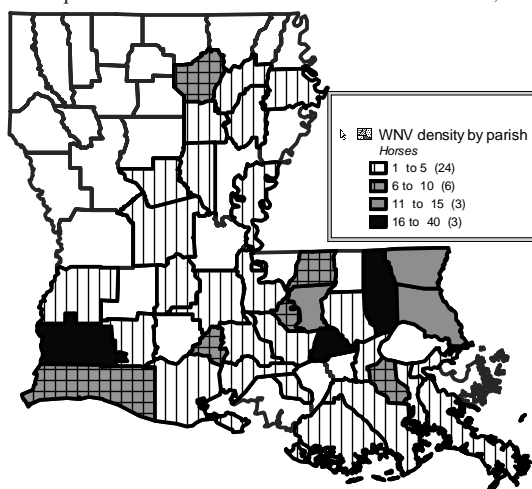 WNV density by parish
Horses
1 to 5 (24)
6 to 10 (6)
11 to 15 (3)
16 to 40 (3)